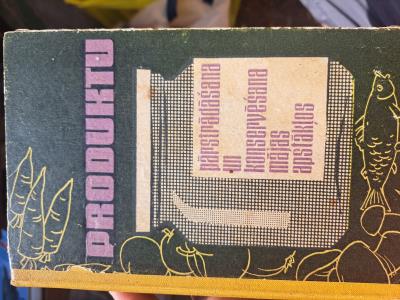 PRODUKTU
pārstrādāšana
un
konservēšana
mājas
apstākļos